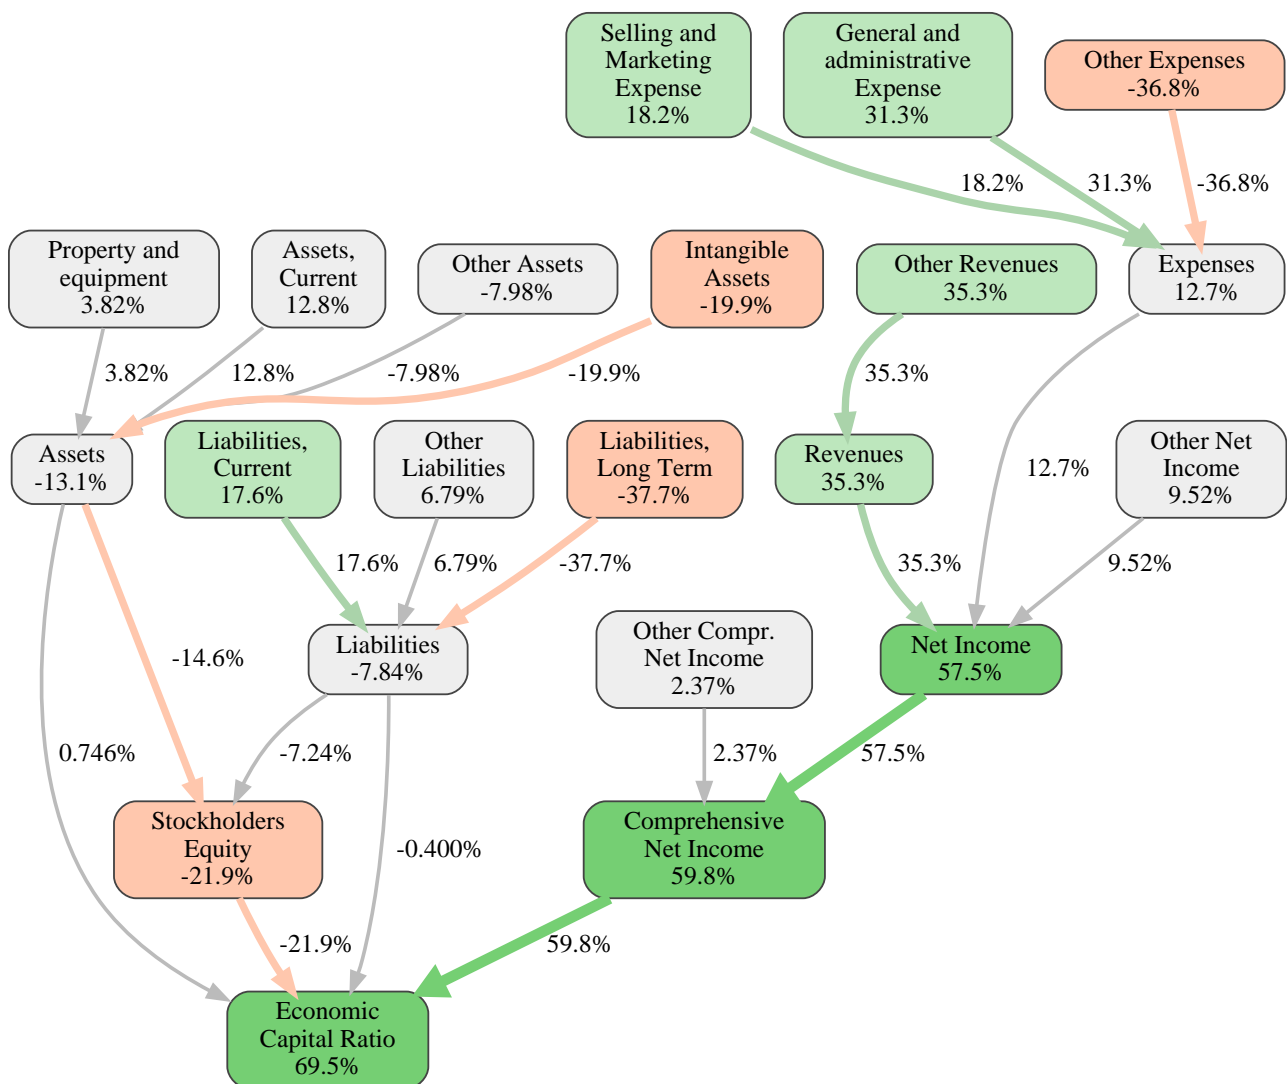 Selling and
Marketing
Expense
18.2%
General and
administrative
Expense
31.3%
Other Expenses
-36.8%
18.2%
31.3%
-36.8%
Property and
equipment
3.82%
Assets,
Current
12.8%
Other Assets
-7.98%
Intangible
Assets
-19.9%
Other Revenues
35.3%
Expenses
12.7%
3.82%
12.8%
-7.98%
-19.9%
35.3%
Assets
-13.1%
Liabilities,
Current
17.6%
Other
Liabilities
6.79%
Liabilities,
Long Term
-37.7%
Revenues
35.3%
12.7%
Other Net
Income
9.52%
17.6%
6.79%
-37.7%
35.3%
9.52%
-14.6%
Liabilities
-7.84%
Other Compr.
Net Income
2.37%
Net Income
57.5%
0.746%
-7.24%
2.37%
57.5%
Stockholders
Equity
-21.9%
-0.400%
Comprehensive
Net Income
59.8%
-21.9%
59.8%
Economic
Capital Ratio
69.5%